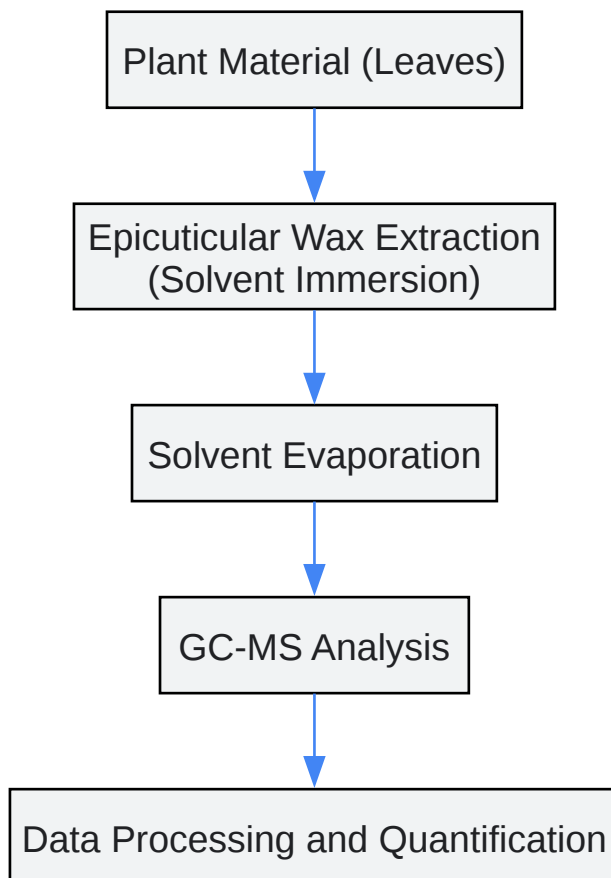 Plant Material (Leaves)
Epicuticular Wax Extraction
(Solvent Immersion)
Solvent Evaporation
GC-MS Analysis
Data Processing and Quantification